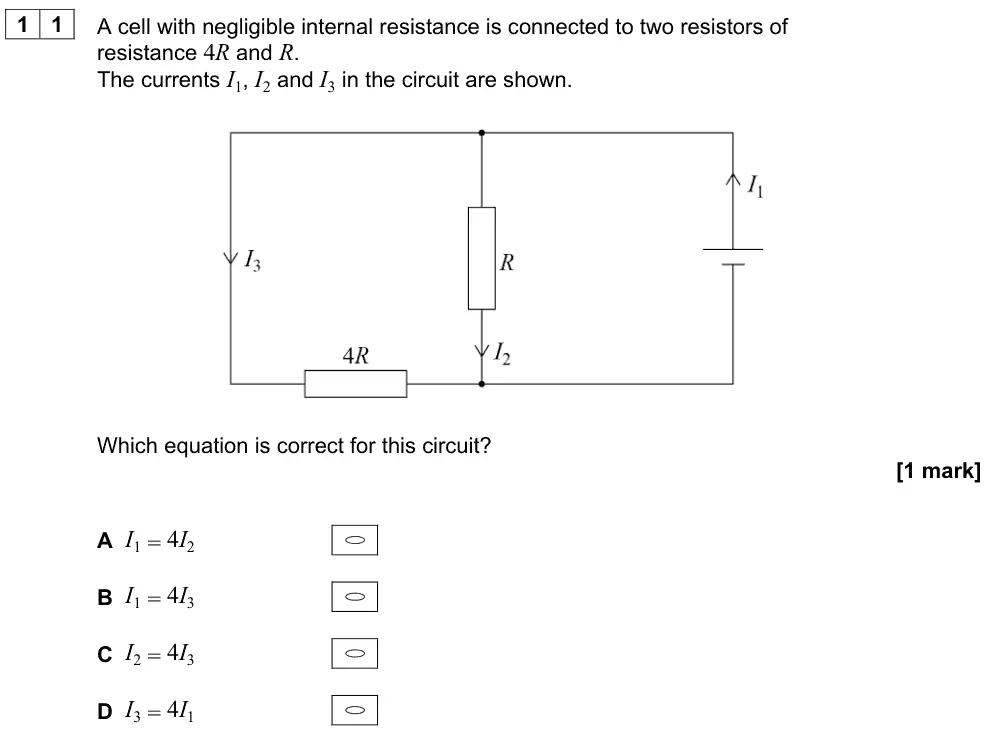 1 1 A cell with negligible internal resistance is connected to two resistors of
resistance 4R and R.
The currents I₁, I₂ and I₃ in the circuit are shown.
I₁
I₃
R
4R
I₂
Which equation is correct for this circuit?
[1 mark]
A I₁ = 4I₂
B I₁ = 4I₃
C I₂ = 4I₃
D I₃ = 4I₁